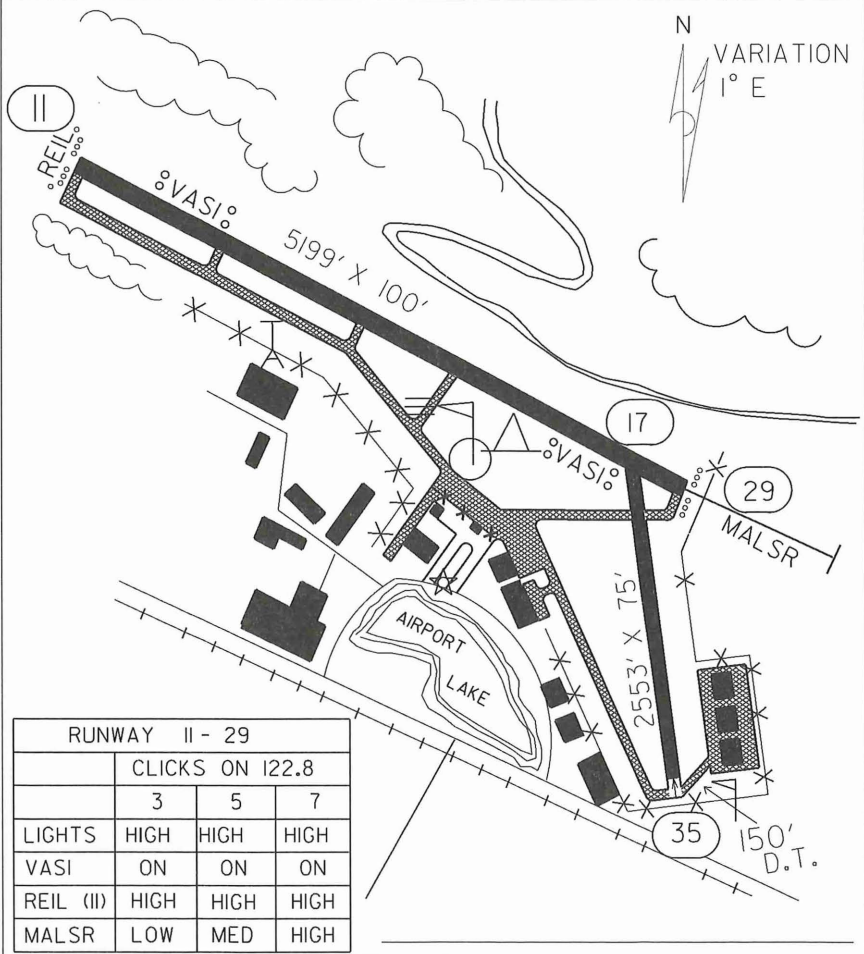 N
VARIATION
1° E
11
REIL
VASI
5199' X 100'
17
VASI
29
MALSR
2553' X 75'
AIRPORT
LAKE
35
150'
D.T.
RUNWAY 11 - 29
CLICKS ON 122.8
3 5 7
LIGHTS HIGH HIGH HIGH
VASI ON ON ON
REIL (11) HIGH HIGH HIGH
MALSR LOW MED HIGH